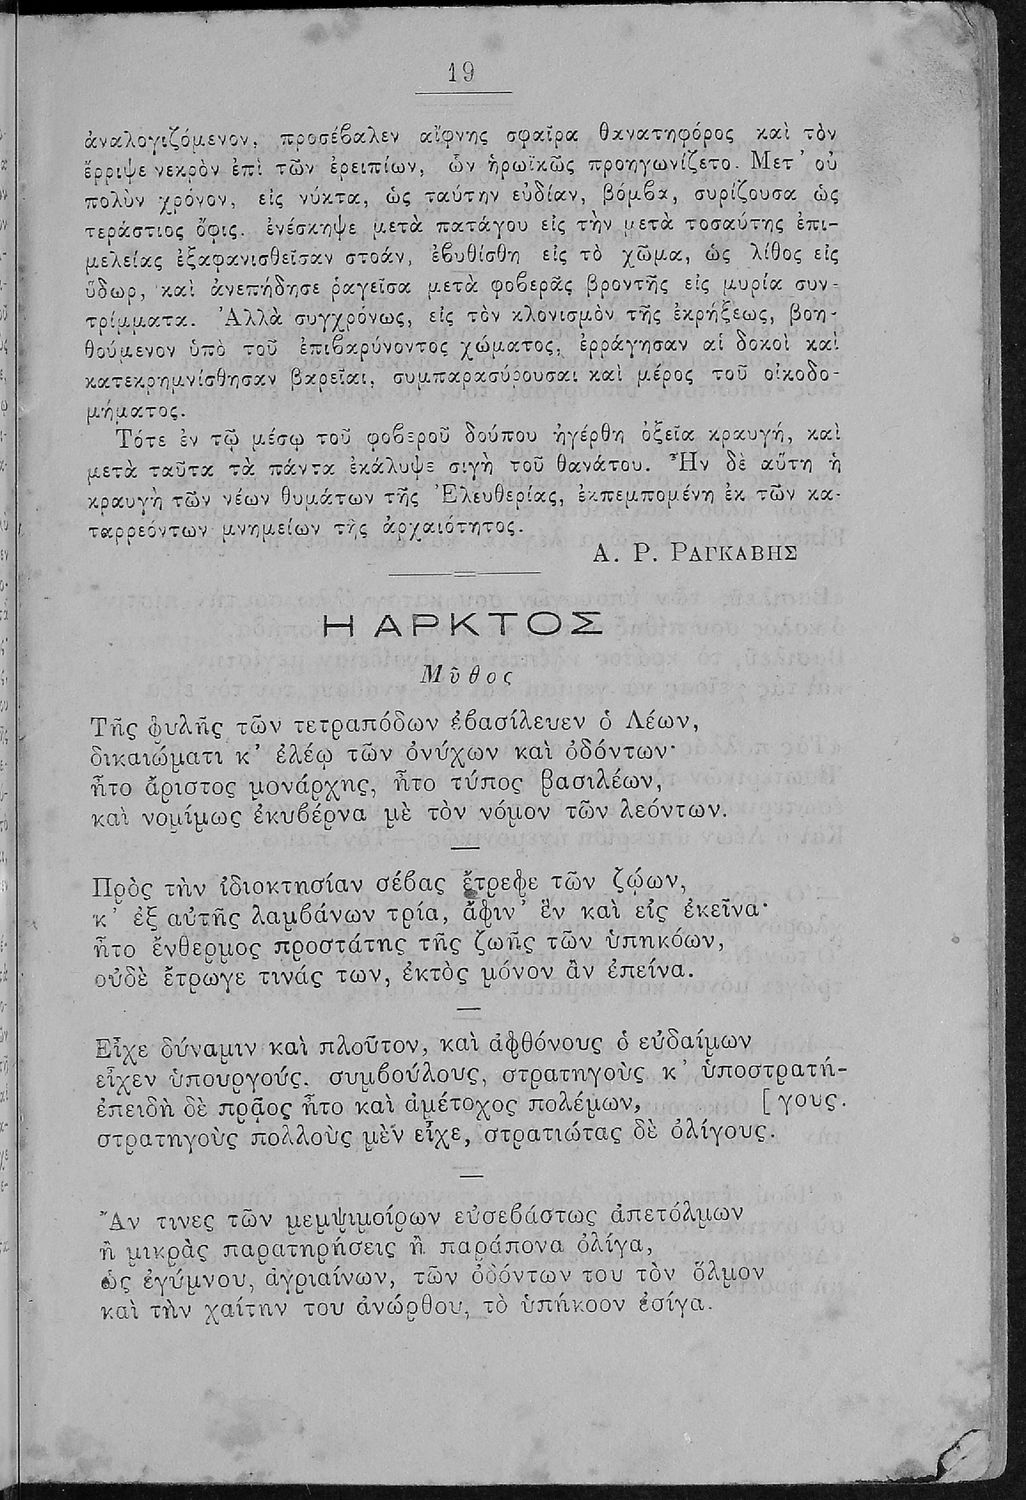 19
ἀναλογιζόμενον, προσέβαλεν αἴφνης σφαῖρα θανατηφόρος καὶ τὸν
ἔρριψε νεκρὸν ἐπὶ τῶν ἐρειπίων, ὧν ἡρωϊκῶς προηγωνίζετο. Μετ’ οὐ
πολὺν χρόνον, εἰς νύκτα, ὡς ταύτην εὐδίαν, βόμβα, συρίζουσα ὡς
τεράστιος ὄφις, ἐνέσκηψε μετὰ πατάγου εἰς τὴν μετὰ τοσαύτης ἐπι-
μελείας ἐξαφανισθεῖσαν στοάν, ἐβυθίσθη εἰς τὸ χῶμα, ὡς λίθος εἰς
ὕδωρ, καὶ ἀνεπήδησε ῥαγεῖσα μετὰ φοβερᾶς βροντῆς εἰς μυρία συν-
τρίμματα. Ἀλλὰ συγχρόνως, εἰς τὸν κλονισμὸν τῆς ἐκρήξεως, βοη-
θούμενον ὑπὸ τοῦ ἐπιβαρύνοντος χώματος, ἐρράγησαν αἱ δοκοὶ καὶ
κατεκρημνίσθησαν βαρεῖαι, συμπαρασύρουσαι καὶ μέρος τοῦ οἰκοδο-
μήματος.
Τότε ἐν τῷ μέσῳ τοῦ φοβεροῦ δούπου ἠγέρθη ὀξεῖα κραυγή, καὶ
μετὰ ταῦτα τὰ πάντα ἐκάλυψε σιγὴ τοῦ θανάτου. Ἦν δὲ αὕτη ἡ
κραυγὴ τῶν νέων θυμάτων τῆς Ἐλευθερίας, ἐκπεμπομένη ἐκ τῶν κα-
ταρρεόντων μνημείων τῆς ἀρχαιότητος.
Α. Ρ. ΡΑΓΚΑΒΗΣ
Η ΑΡΚΤΟΣ
Μῦθος
Τῆς φυλῆς τῶν τετραπόδων ἐβασίλευεν ὁ Λέων,
δικαιώματι κ’ ἐλέῳ τῶν ὀνύχων καὶ ὀδόντων·
ἦτο ἄριστος μονάρχης, ἦτο τύπος βασιλέων,
καὶ νομίμως ἐκυβέρνα μὲ τὸν νόμον τῶν λεόντων.
Πρὸς τὴν ἰδιοκτησίαν σέβας ἔτρεφε τῶν ζῴων,
κ’ ἐξ αὐτῆς λαμβάνων τρία, ἄφιν’ ἓν καὶ εἰς ἐκεῖνα·
ἦτο ἔνθερμος προστάτης τῆς ζωῆς τῶν ὑπηκόων,
οὐδὲ ἔτρωγε τινάς των, ἐκτὸς μόνον ἂν ἐπείνα.
Εἶχε δύναμιν καὶ πλοῦτον, καὶ ἀφθόνους ὁ εὐδαίμων
εἶχεν ὑπουργούς, συμβούλους, στρατηγοὺς κ’ ὑποστρατή-
ἐπειδὴ δὲ πρᾶος ἦτο καὶ ἀμέτοχος πολέμων, [γους.
στρατηγοὺς πολλοὺς μὲν εἶχε, στρατιώτας δὲ ὀλίγους.
Ἄν τινες τῶν μεμψιμοίρων εὐσεβάστως ἀπετόλμων
ἢ μικρὰς παρατηρήσεις ἢ παράπονα ὀλίγα,
ὡς ἐγύμνου, ἀγριαίνων, τῶν ὀδόντων του τὸν ὅλμον
καὶ τὴν χαίτην του ἀνώρθου, τὸ ὑπήκοον ἐσίγα.